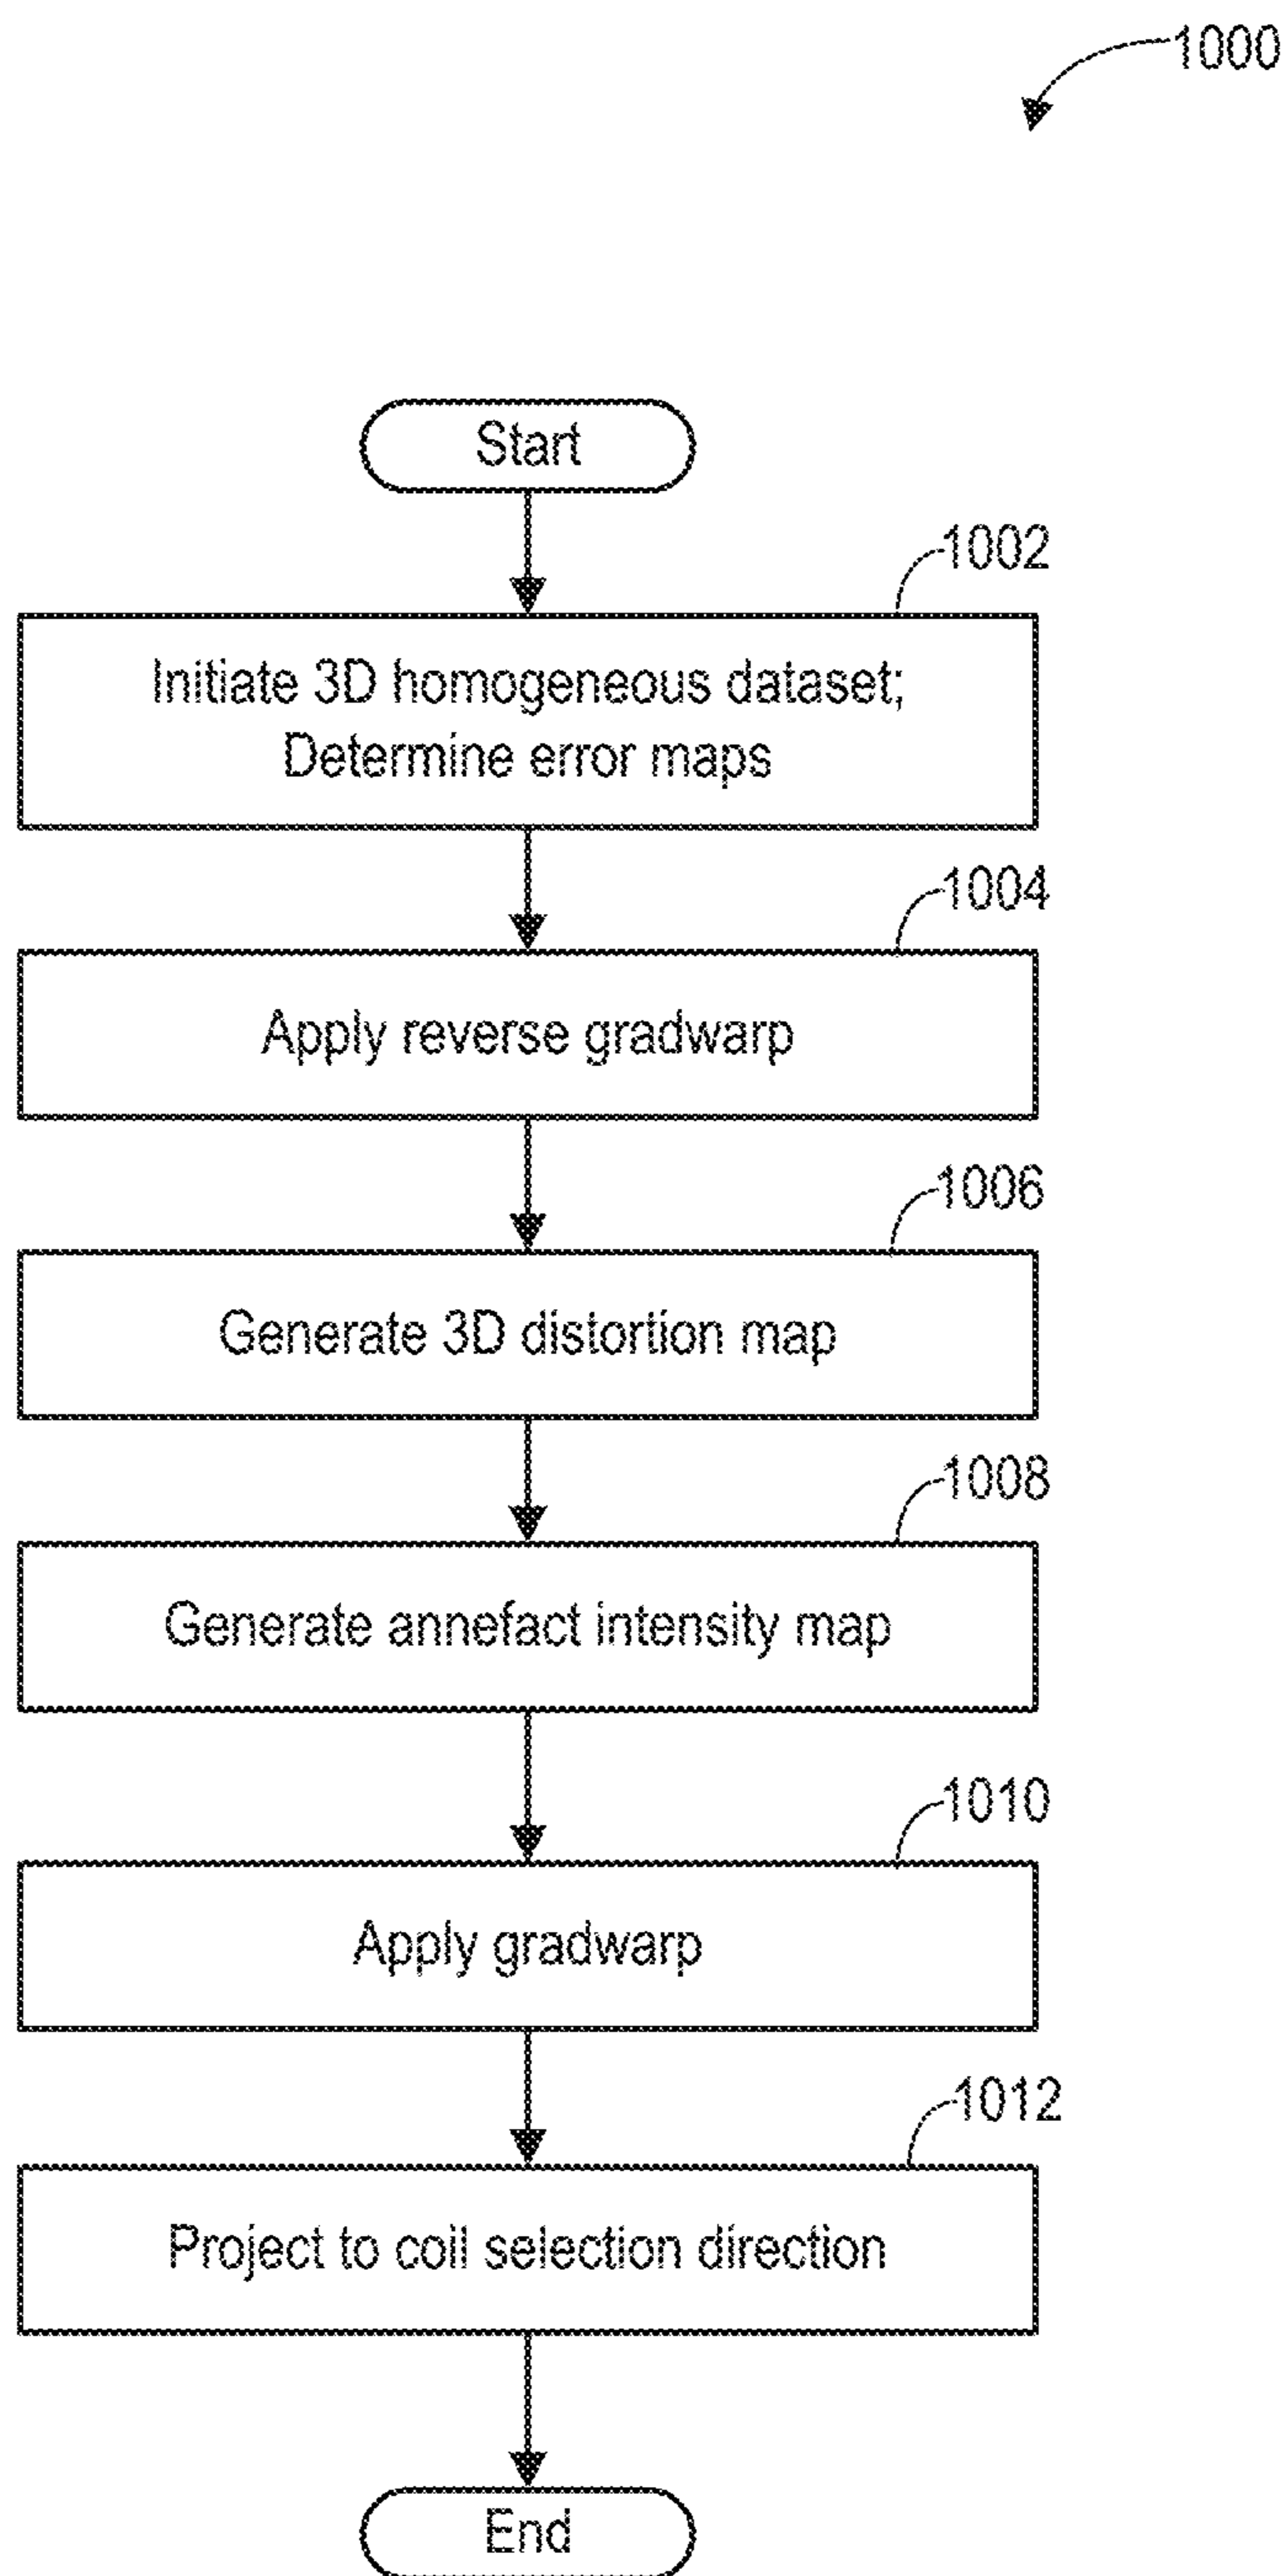 1000
Start
1002
Initiate 3D homogeneous dataset;
Determine error maps
1004
Apply reverse gradwarp
1006
Generate 3D distortion map
1008
Generate annefact intensity map
1010
Apply gradwarp
1012
Project to coil selection direction
End